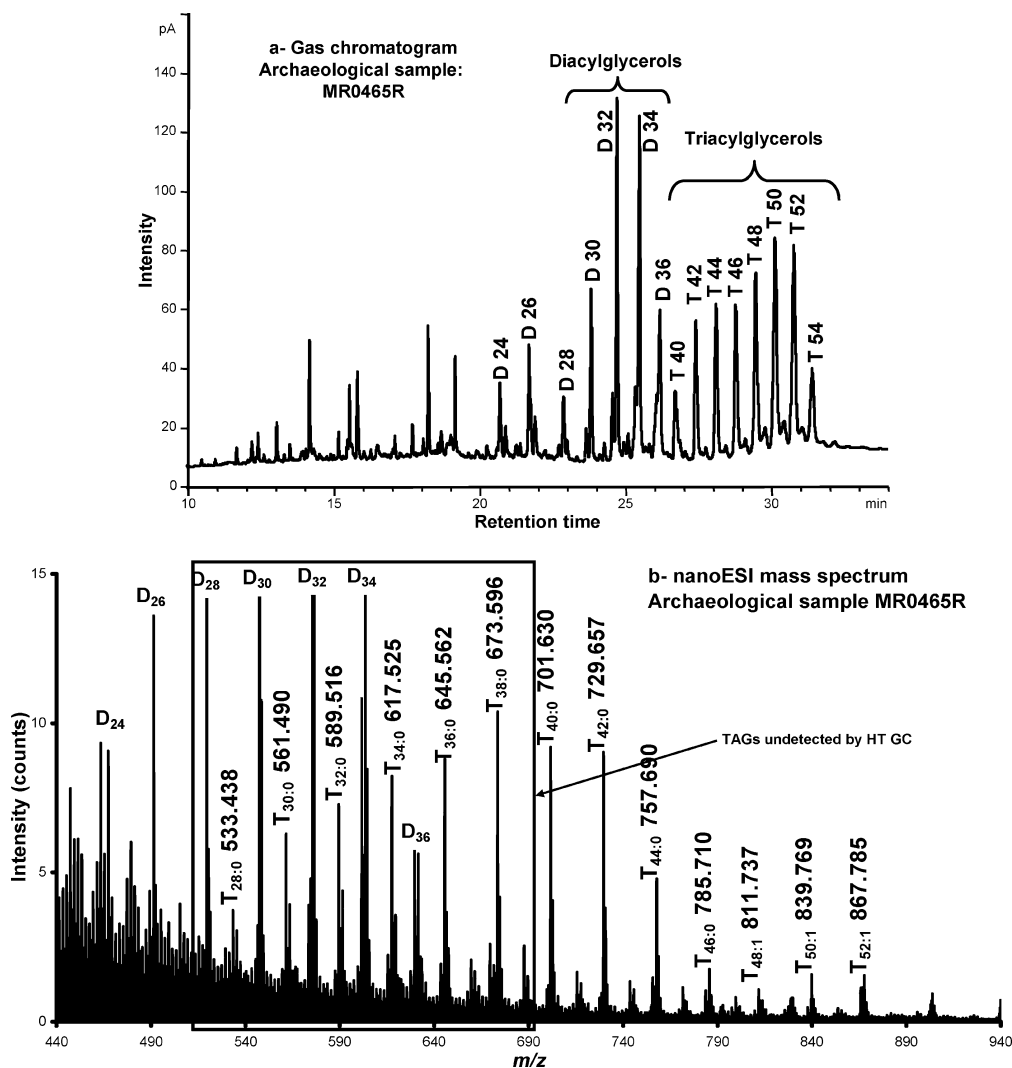 pA
a- Gas chromatogram
Archaeological sample:
MR0465R
Diacylglycerols
Triacylglycerols
140
120
100
80
60
40
20
0
Intensity
D 24
D 26
D 28
D 30
D 32
D 34
D 36
T 40
T 42
T 44
T 46
T 48
T 50
T 52
T 54
10
15
20
25
30
min
Retention time
b- nanoESI mass spectrum
Archaeological sample MR0465R
15
10
5
0
Intensity (counts)
D24
D26
D28
T28:0 533.438
D30
T30:0 561.490
D32
T32:0 589.516
D34
T34:0 617.525
D36
T36:0 645.562
T38:0 673.596
T40:0 701.630
T42:0 729.657
T44:0 757.690
T46:0 785.710
T48:1 811.737
T50:1 839.769
T52:1 867.785
TAGs undetected by HT GC
440
490
540
590
640
690
740
790
840
890
940
m/z